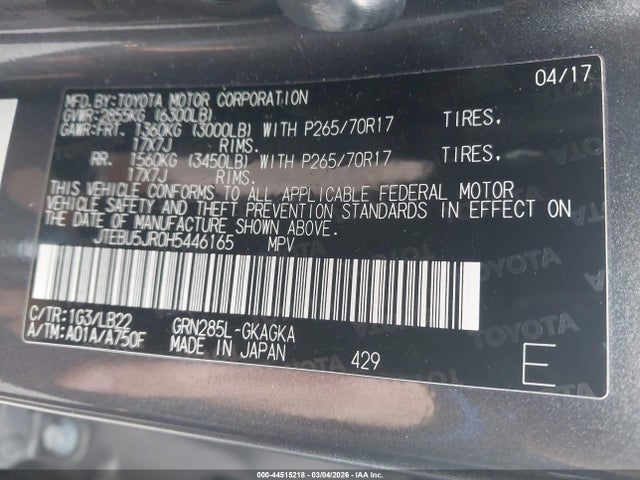 04/17
MFD.BY:TOYOTA MOTOR CORPORATION
GVWR:2855KG (6300LB)
GAWR:FRT. 1360KG (3000LB) WITH P265/70R17 TIRES,
17X7J RIMS.
RR. 1560KG (3450LB) WITH P265/70R17 TIRES,
17X7J RIMS.
THIS VEHICLE CONFORMS TO ALL APPLICABLE FEDERAL MOTOR
VEHICLE SAFETY AND THEFT PREVENTION STANDARDS IN EFFECT ON
THE DATE OF MANUFACTURE SHOWN ABOVE.
JTEBU5JR0H5446165 MPV
C/TR:1G3/LB22 GRN285L-GKAGKA
A/TM:A01A/A750F MADE IN JAPAN 429
E
TOYOTA
000-44515218 - 03/04/2026 - IAAI.COM